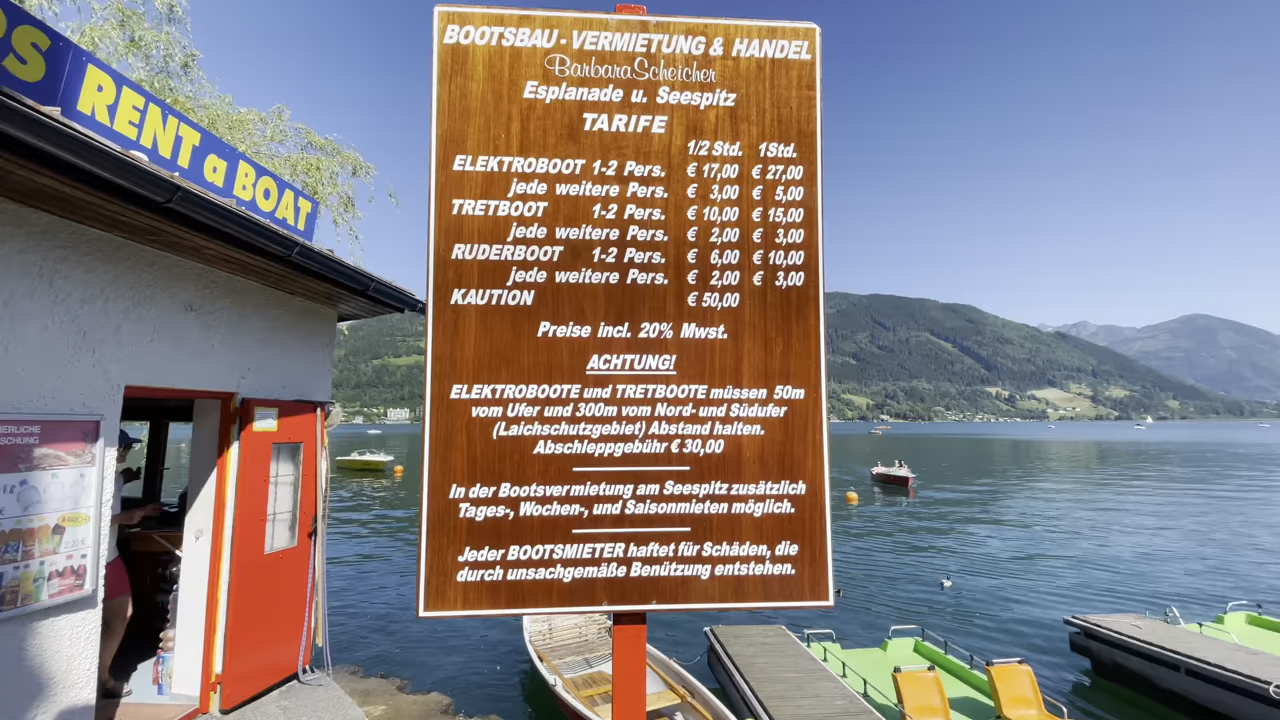 S RENT a BOAT
BOOTSBAU - VERMIETUNG & HANDEL
Barbara Scheicher
Esplanade u. Seespitz
TARIFE
1/2 Std. 1Std.
ELEKTROBOOT 1-2 Pers. € 17,00 € 27,00
jede weitere Pers. € 3,00 € 5,00
TRETBOOT 1-2 Pers. € 10,00 € 15,00
jede weitere Pers. € 2,00 € 3,00
RUDERBOOT 1-2 Pers. € 6,00 € 10,00
jede weitere Pers. € 2,00 € 3,00
KAUTION € 50,00
Preise incl. 20% Mwst.
ACHTUNG!
ELEKTROBOOTE und TRETBOOTE müssen 50m
vom Ufer und 300m vom Nord- und Südufer
(Laichschutzgebiet) Abstand halten.
Abschleppgebühr € 30,00
In der Bootsvermietung am Seespitz zusätzlich
Tages-, Wochen-, und Saisonmieten möglich.
Jeder BOOTSMIETER haftet für Schäden, die
durch unsachgemäße Benützung entstehen.